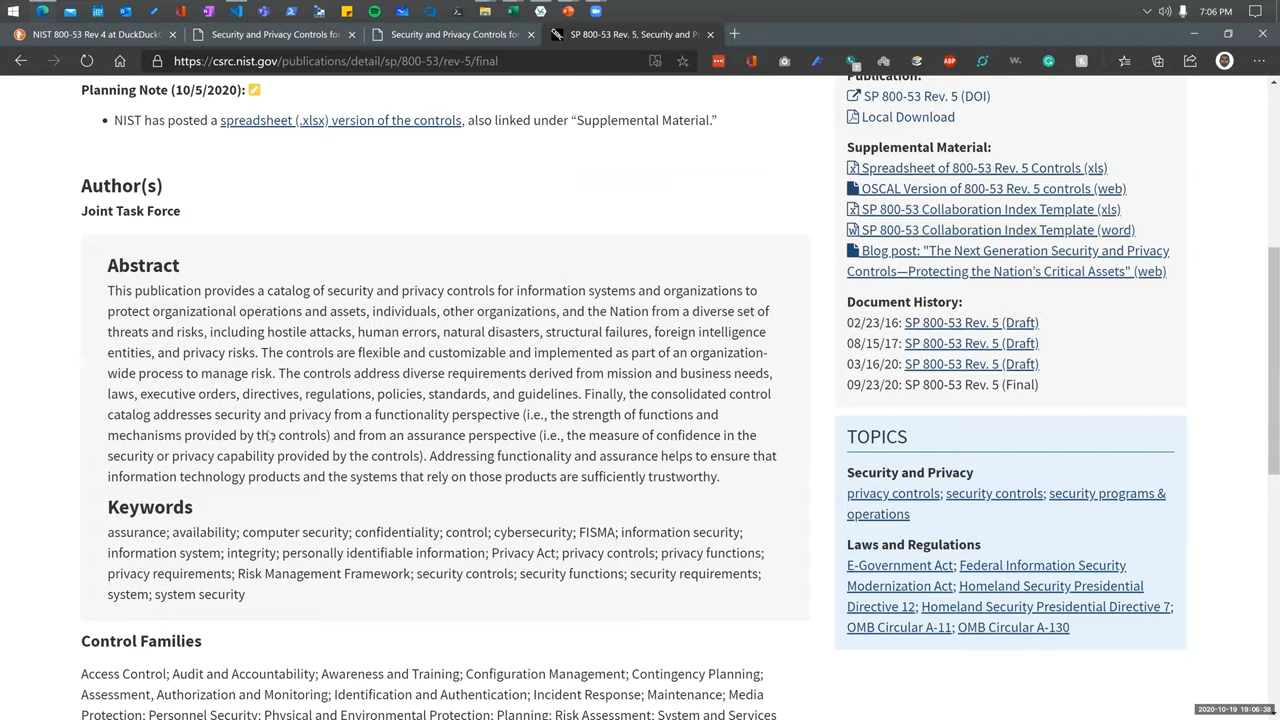 7:06 PM
NIST 800-53 Rev 4 at DuckDuck
Security and Privacy Controls for
Security and Privacy Controls for
SP 800-53 Rev. 5, Security and P
https://csrc.nist.gov/publications/detail/sp/800-53/rev-5/final
Planning Note (10/5/2020):
• NIST has posted a spreadsheet (.xlsx) version of the controls, also linked under “Supplemental Material.”
Author(s)
Joint Task Force
Abstract
This publication provides a catalog of security and privacy controls for information systems and organizations to
protect organizational operations and assets, individuals, other organizations, and the Nation from a diverse set of
threats and risks, including hostile attacks, human errors, natural disasters, structural failures, foreign intelligence
entities, and privacy risks. The controls are flexible and customizable and implemented as part of an organization-
wide process to manage risk. The controls address diverse requirements derived from mission and business needs,
laws, executive orders, directives, regulations, policies, standards, and guidelines. Finally, the consolidated control
catalog addresses security and privacy from a functionality perspective (i.e., the strength of functions and
mechanisms provided by the controls) and from an assurance perspective (i.e., the measure of confidence in the
security or privacy capability provided by the controls). Addressing functionality and assurance helps to ensure that
information technology products and the systems that rely on those products are sufficiently trustworthy.
Keywords
assurance; availability; computer security; confidentiality; control; cybersecurity; FISMA; information security;
information system; integrity; personally identifiable information; Privacy Act; privacy controls; privacy functions;
privacy requirements; Risk Management Framework; security controls; security functions; security requirements;
system; system security
Control Families
Access Control; Audit and Accountability; Awareness and Training; Configuration Management; Contingency Planning;
Assessment, Authorization and Monitoring; Identification and Authentication; Incident Response; Maintenance; Media
Protection; Personnel Security; Physical and Environmental Protection; Planning; Risk Assessment; System and Services
Publication:
SP 800-53 Rev. 5 (DOI)
Local Download
Supplemental Material:
Spreadsheet of 800-53 Rev. 5 Controls (xls)
OSCAL Version of 800-53 Rev. 5 controls (web)
SP 800-53 Collaboration Index Template (xls)
SP 800-53 Collaboration Index Template (word)
Blog post: "The Next Generation Security and Privacy
Controls—Protecting the Nation’s Critical Assets" (web)
Document History:
02/23/16: SP 800-53 Rev. 5 (Draft)
08/15/17: SP 800-53 Rev. 5 (Draft)
03/16/20: SP 800-53 Rev. 5 (Draft)
09/23/20: SP 800-53 Rev. 5 (Final)
TOPICS
Security and Privacy
privacy controls; security controls; security programs &
operations
Laws and Regulations
E-Government Act; Federal Information Security
Modernization Act; Homeland Security Presidential
Directive 12; Homeland Security Presidential Directive 7;
OMB Circular A-11; OMB Circular A-130
2020-10-19 19:06:38